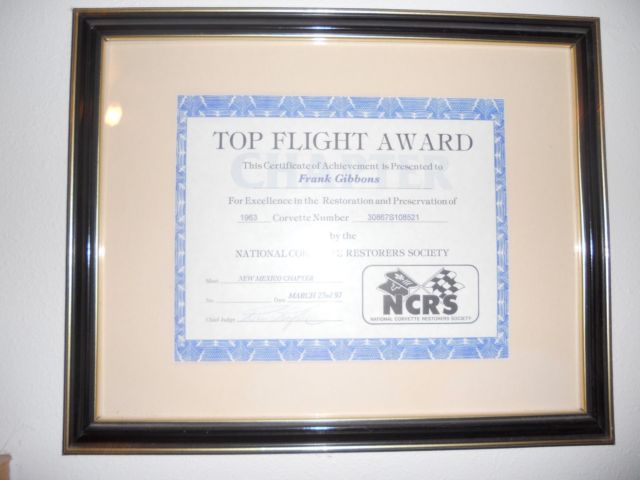 TOP FLIGHT AWARD
CHAPTER
This Certificate of Achievement is Presented to
Frank Gibbons
For Excellence in the Restoration and Preservation of
1963 Corvette Number 30867S108521
by the
NATIONAL RESTORERS SOCIETY
Meet NEW MEXICO CHAPTER
No. Date MARCH 23rd 97
Chief Judge
NCRS
NATIONAL CORVETTE RESTORERS SOCIETY